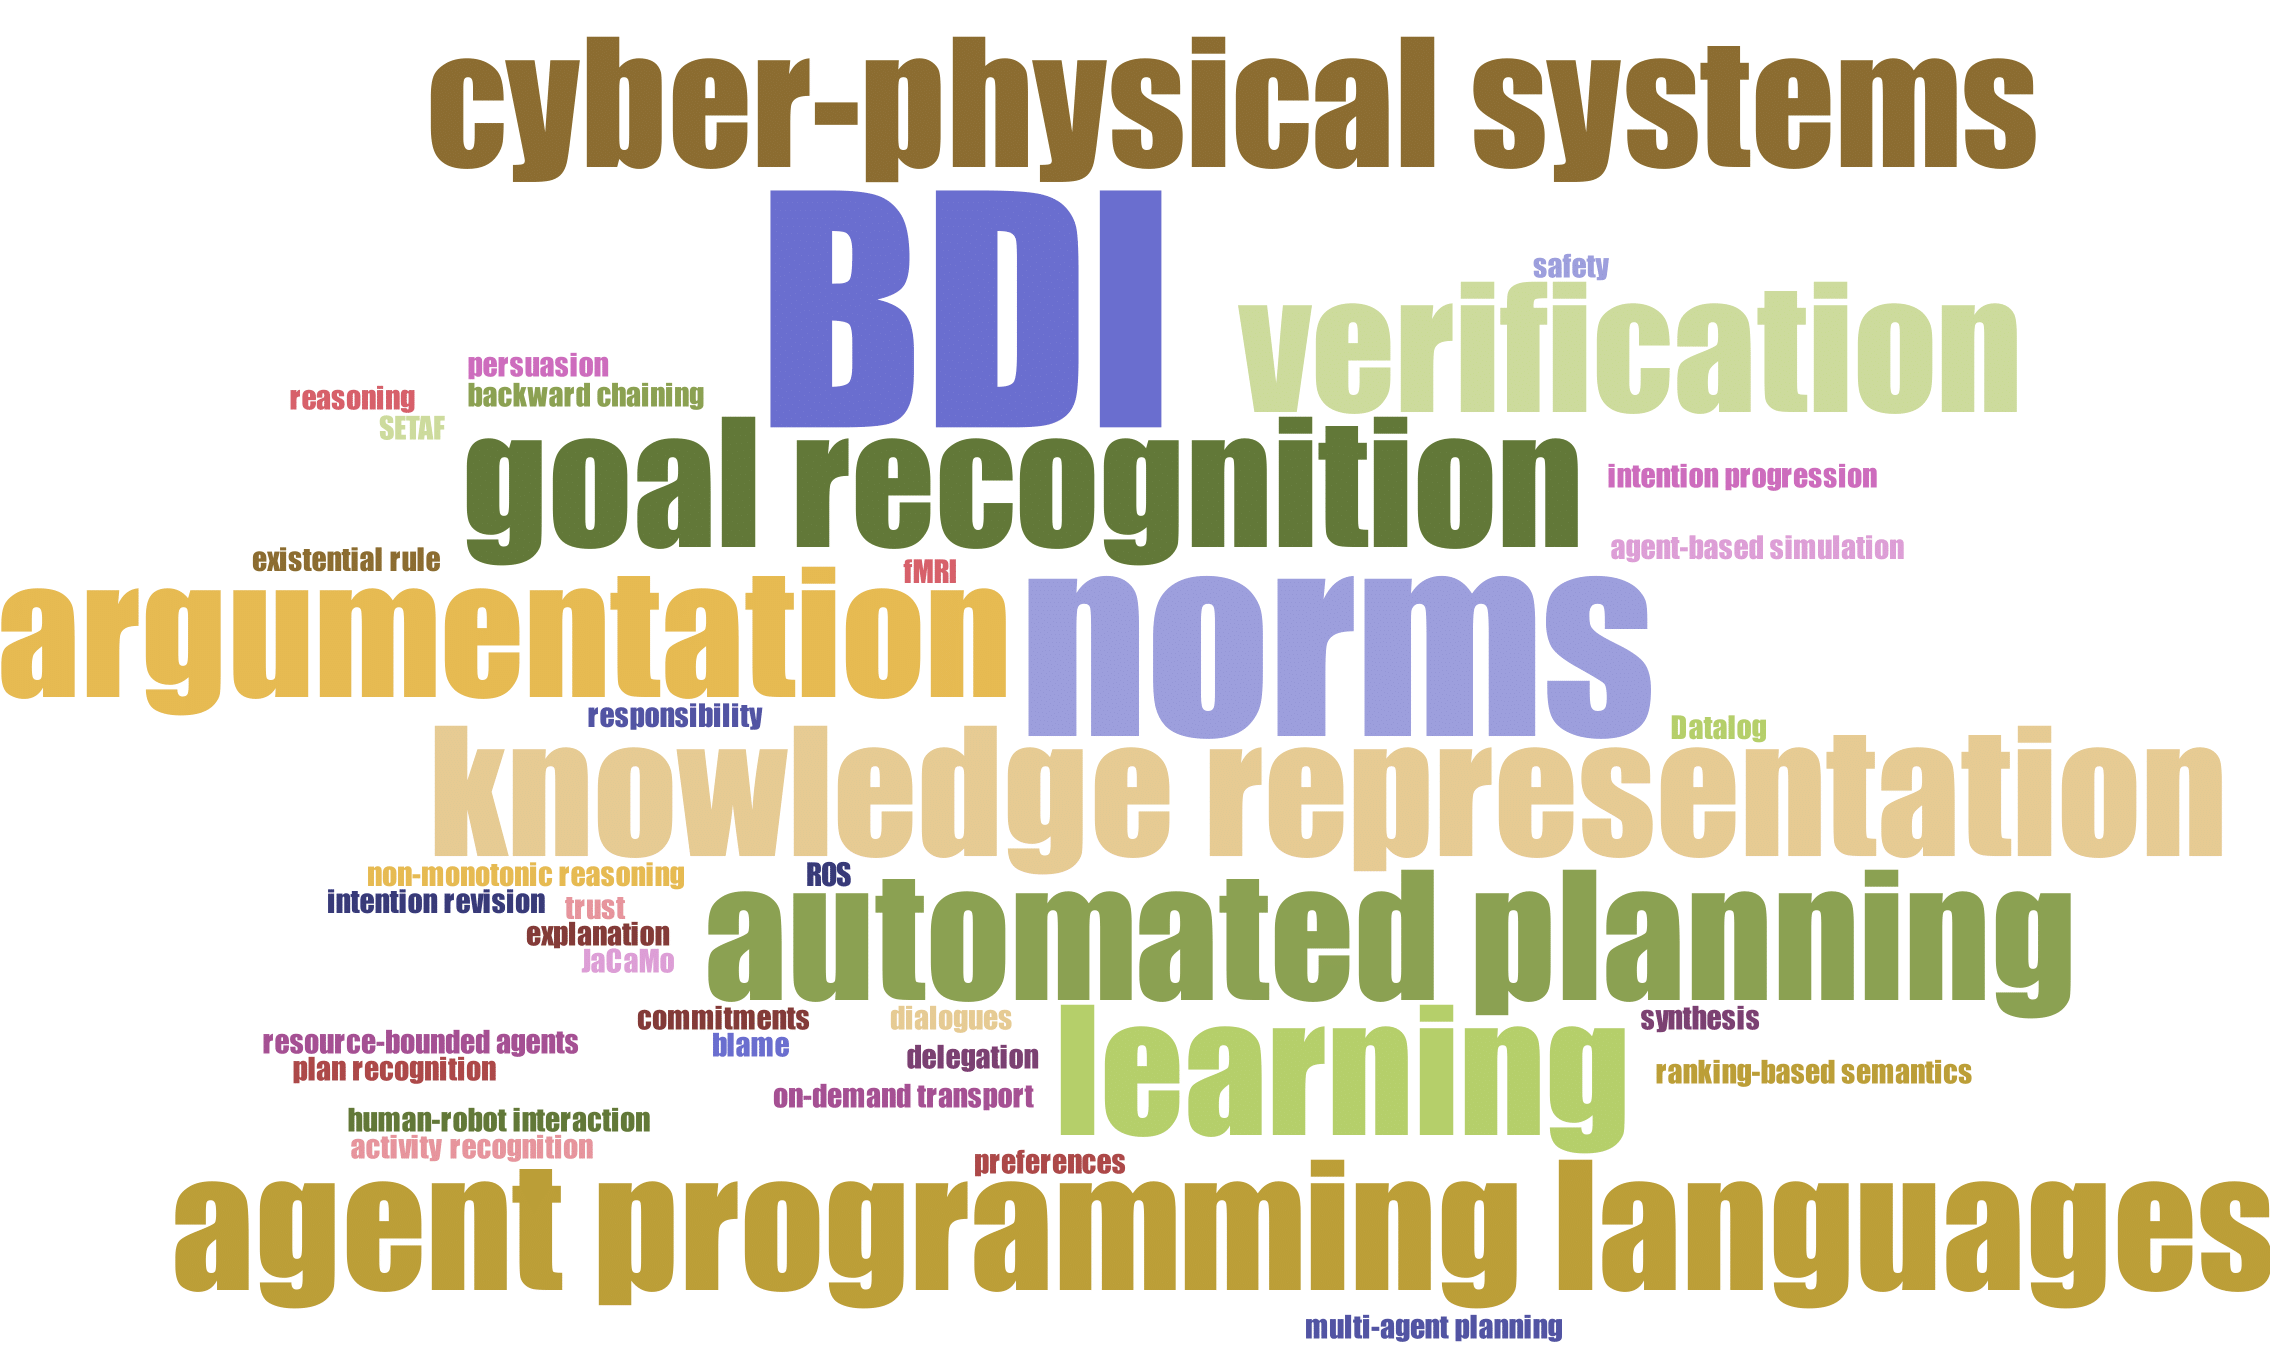 cyber-physical systems
BDI
safety
verification
persuasion
backward chaining
reasoning
SETAF
goal recognition
intention progression
agent-based simulation
existential rule
fMRI
argumentation
norms
responsibility
Datalog
knowledge representation
non-monotonic reasoning
ROS
intention revision
trust
explanation
JaCaMo
automated planning
commitments
dialogues
synthesis
resource-bounded agents
blame
delegation
learning
plan recognition
ranking-based semantics
on-demand transport
human-robot interaction
activity recognition
preferences
agent programming languages
multi-agent planning